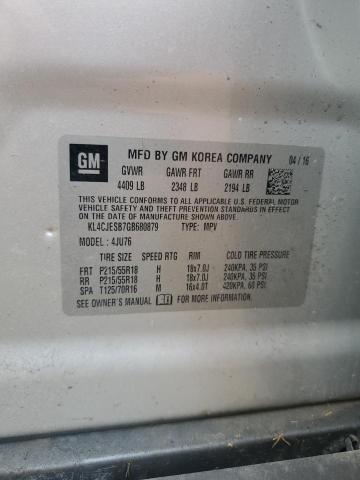 GM
MFD BY GM KOREA COMPANY 04 / 16
GVWR GAWR FRT GAWR RR
4409 LB 2348 LB 2194 LB
THIS VEHICLE CONFORMS TO ALL APPLICABLE U.S. FEDERAL MOTOR
VEHICLE SAFETY AND THEFT PREVENTION STANDARDS IN EFFECT
ON THE DATE OF MANUFACTURE SHOWN ABOVE.
KL4CJESB7GB680879 TYPE: MPV
MODEL: 4JU76
TIRE SIZE SPEED RTG RIM COLD TIRE PRESSURE
FRT P215/55R18 H 18x7.0J 240KPA, 35 PSI
RR P215/55R18 H 18x7.0J 240KPA, 35 PSI
SPA T125/70R16 M 16x4.0T 420KPA, 60 PSI
SEE OWNER'S MANUAL FOR MORE INFORMATION.